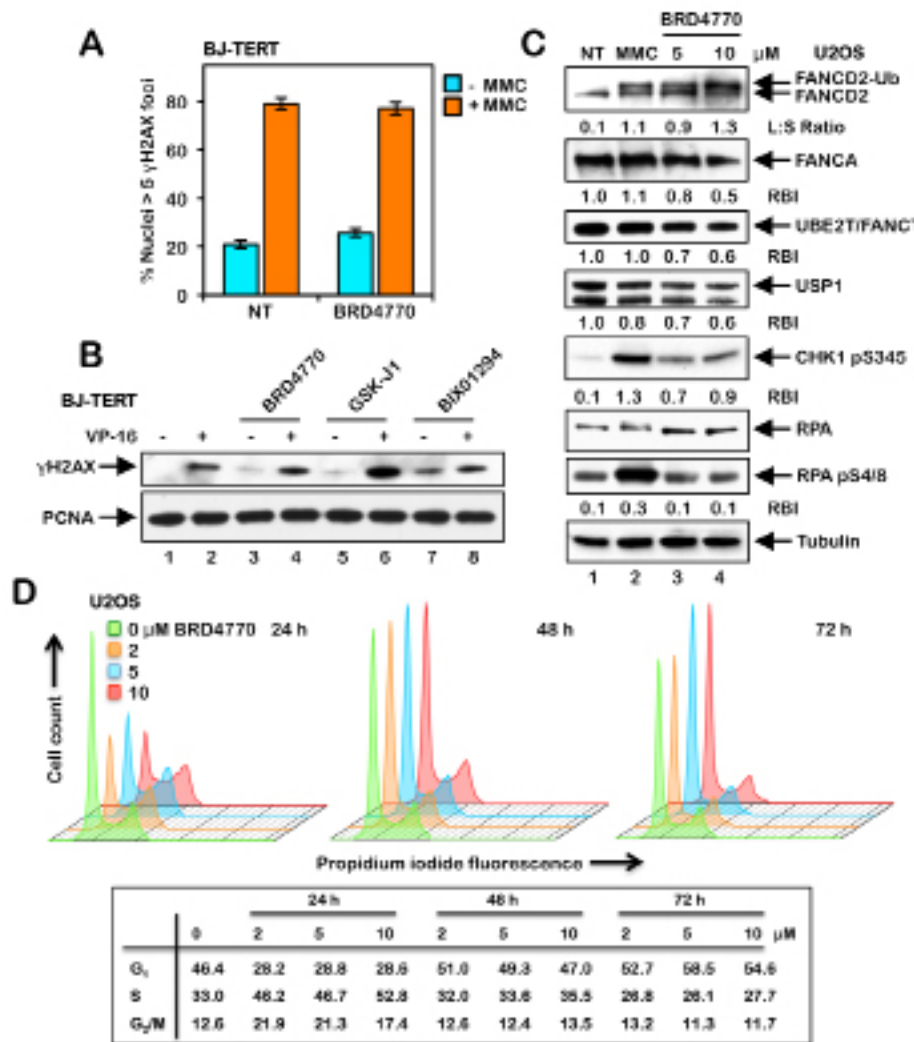 A
BJ-TERT
% Nuclei > 5 γH2AX foci
80
60
40
20
0
- MMC
+ MMC
NT
BRD4770
B
BJ-TERT
BRD4770
GSK-J1
BIX01294
VP-16 - + - + - + - +
γH2AX
PCNA
1 2 3 4 5 6 7 8
C
BRD4770
NT MMC 5 10 μM U2OS
FANCD2-Ub
FANCD2
0.1 1.1 0.9 1.3 L:S Ratio
FANCA
1.0 1.1 0.8 0.5 RBI
UBE2T/FANCT
1.0 1.0 0.7 0.6 RBI
USP1
1.0 0.8 0.7 0.6 RBI
CHK1 pS345
0.1 1.3 0.7 0.9 RBI
RPA
RPA pS4/8
0.1 0.3 0.1 0.1 RBI
Tubulin
1 2 3 4
D
U2OS
0 μM BRD4770
2
5
10
24 h
48 h
72 h
Cell count
Propidium iodide fluorescence
24 h 48 h 72 h
0 2 5 10 2 5 10 2 5 10 μM
G₁ 46.4 28.2 28.8 28.6 51.0 49.3 47.0 52.7 58.5 54.6
S 33.0 46.2 46.7 52.8 32.0 33.6 35.5 26.8 26.1 27.7
G₂/M 12.6 21.9 21.3 17.4 12.6 12.4 13.5 13.2 11.3 11.7